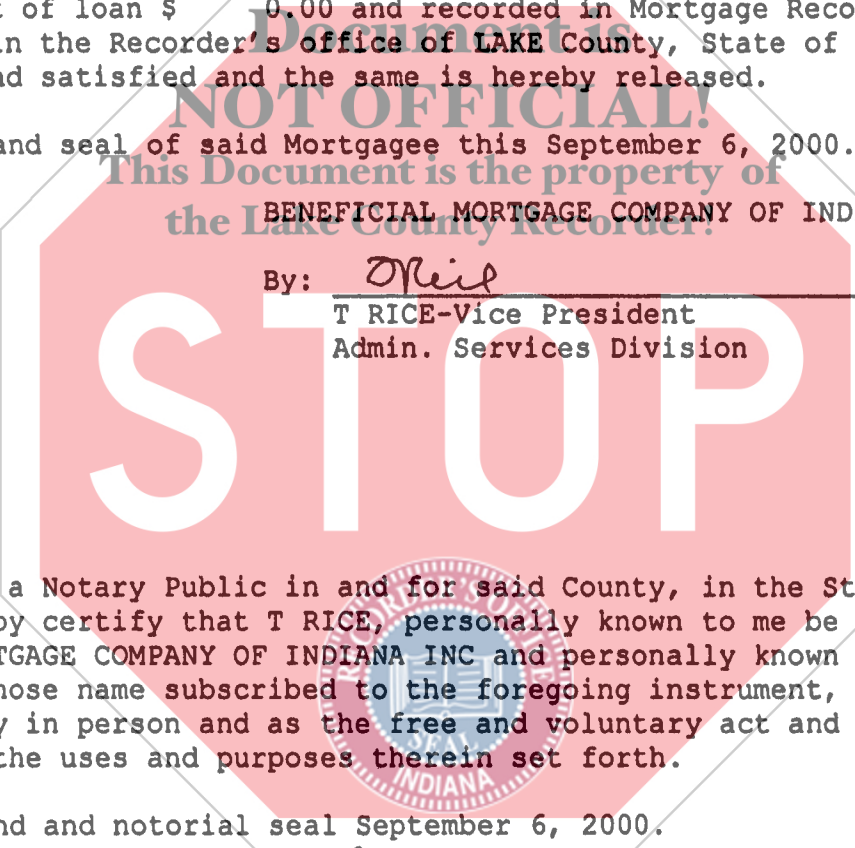 of loan $ 0.00 and recorded in Mortgage Reco
Document is
n the Recorder's office of LAKE County, State of
d satisfied and the same is hereby released.
NOT OFFICIAL!
and seal of said Mortgagee this September 6, 2000.
This Document is the property of
BENEFICIAL MORTGAGE COMPANY OF IND
the Lake County Recorder!
By:
T RICE-Vice President
Admin. Services Division
STOP
a Notary Public in and for said County, in the St
by certify that T RICE, personally known to me be
TGAGE COMPANY OF INDIANA INC and personally known
hose name subscribed to the foregoing instrument,
y in person and as the free and voluntary act and
the uses and purposes therein set forth.
RECORDER'S OFFICE
SEAL
INDIANA
nd and notorial seal September 6, 2000.